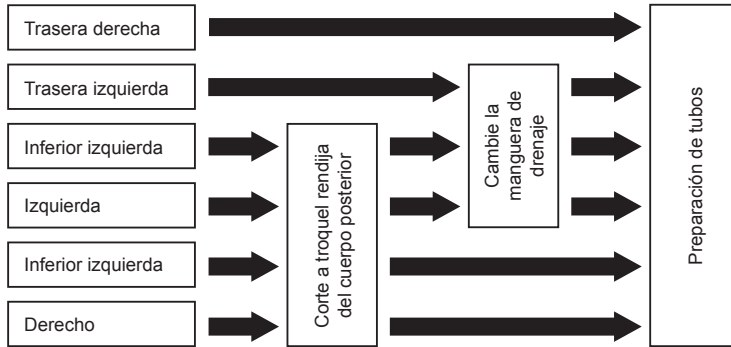 Trasera derecha
Trasera izquierda
Inferior izquierda
Izquierda
Inferior izquierda
Derecho
Corte a troquel rendija
del cuerpo posterior
Cambie la
manguera de
drenaje
Preparación de tubos